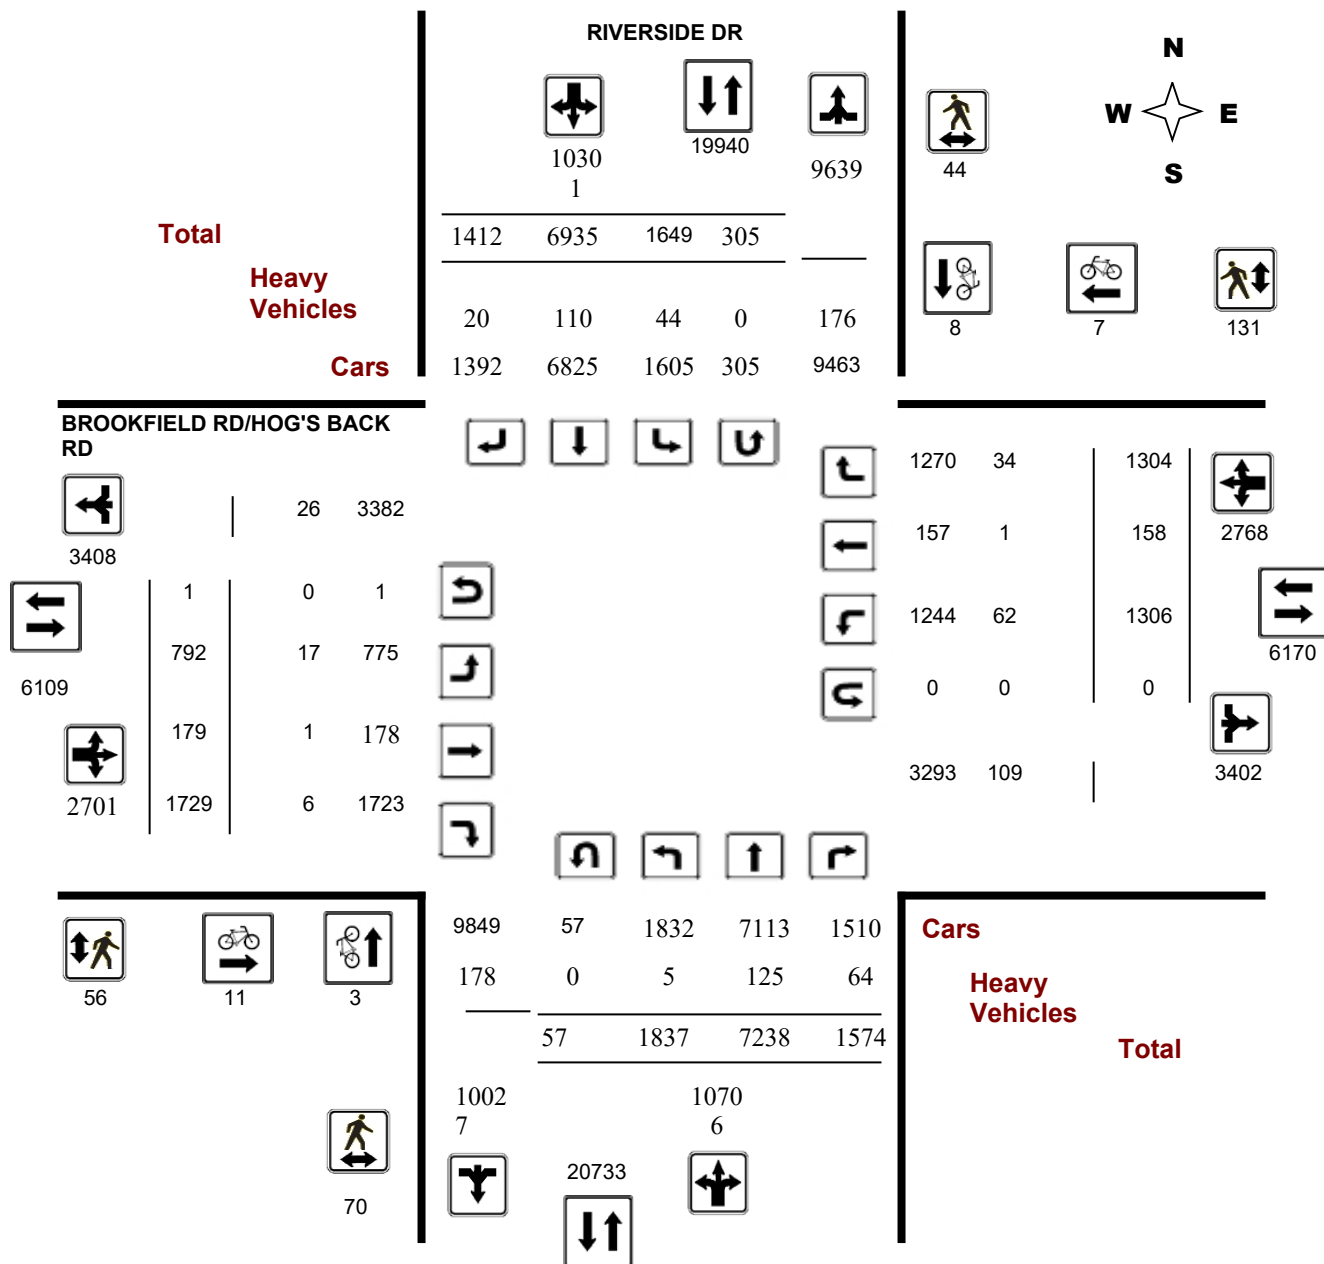 RIVERSIDE DR
N
W E
S
1030
1
19940
9639
44
Total
1412 6935 1649 305
Heavy
Vehicles
20 110 44 0 176
8 7 131
Cars
1392 6825 1605 305 9463
BROOKFIELD RD/HOG'S BACK
RD
1270 34 1304
26 3382
157 1 158 2768
3408
1 0 1
1244 62 1306
792 17 775
6170
6109
0 0 0
179 1 178
3293 109 3402
2701 1729 6 1723
9849 57 1832 7113 1510
Cars
178 0 5 125 64
Heavy
Vehicles
56 11 3
57 1837 7238 1574
Total
1002
7
1070
6
20733
70